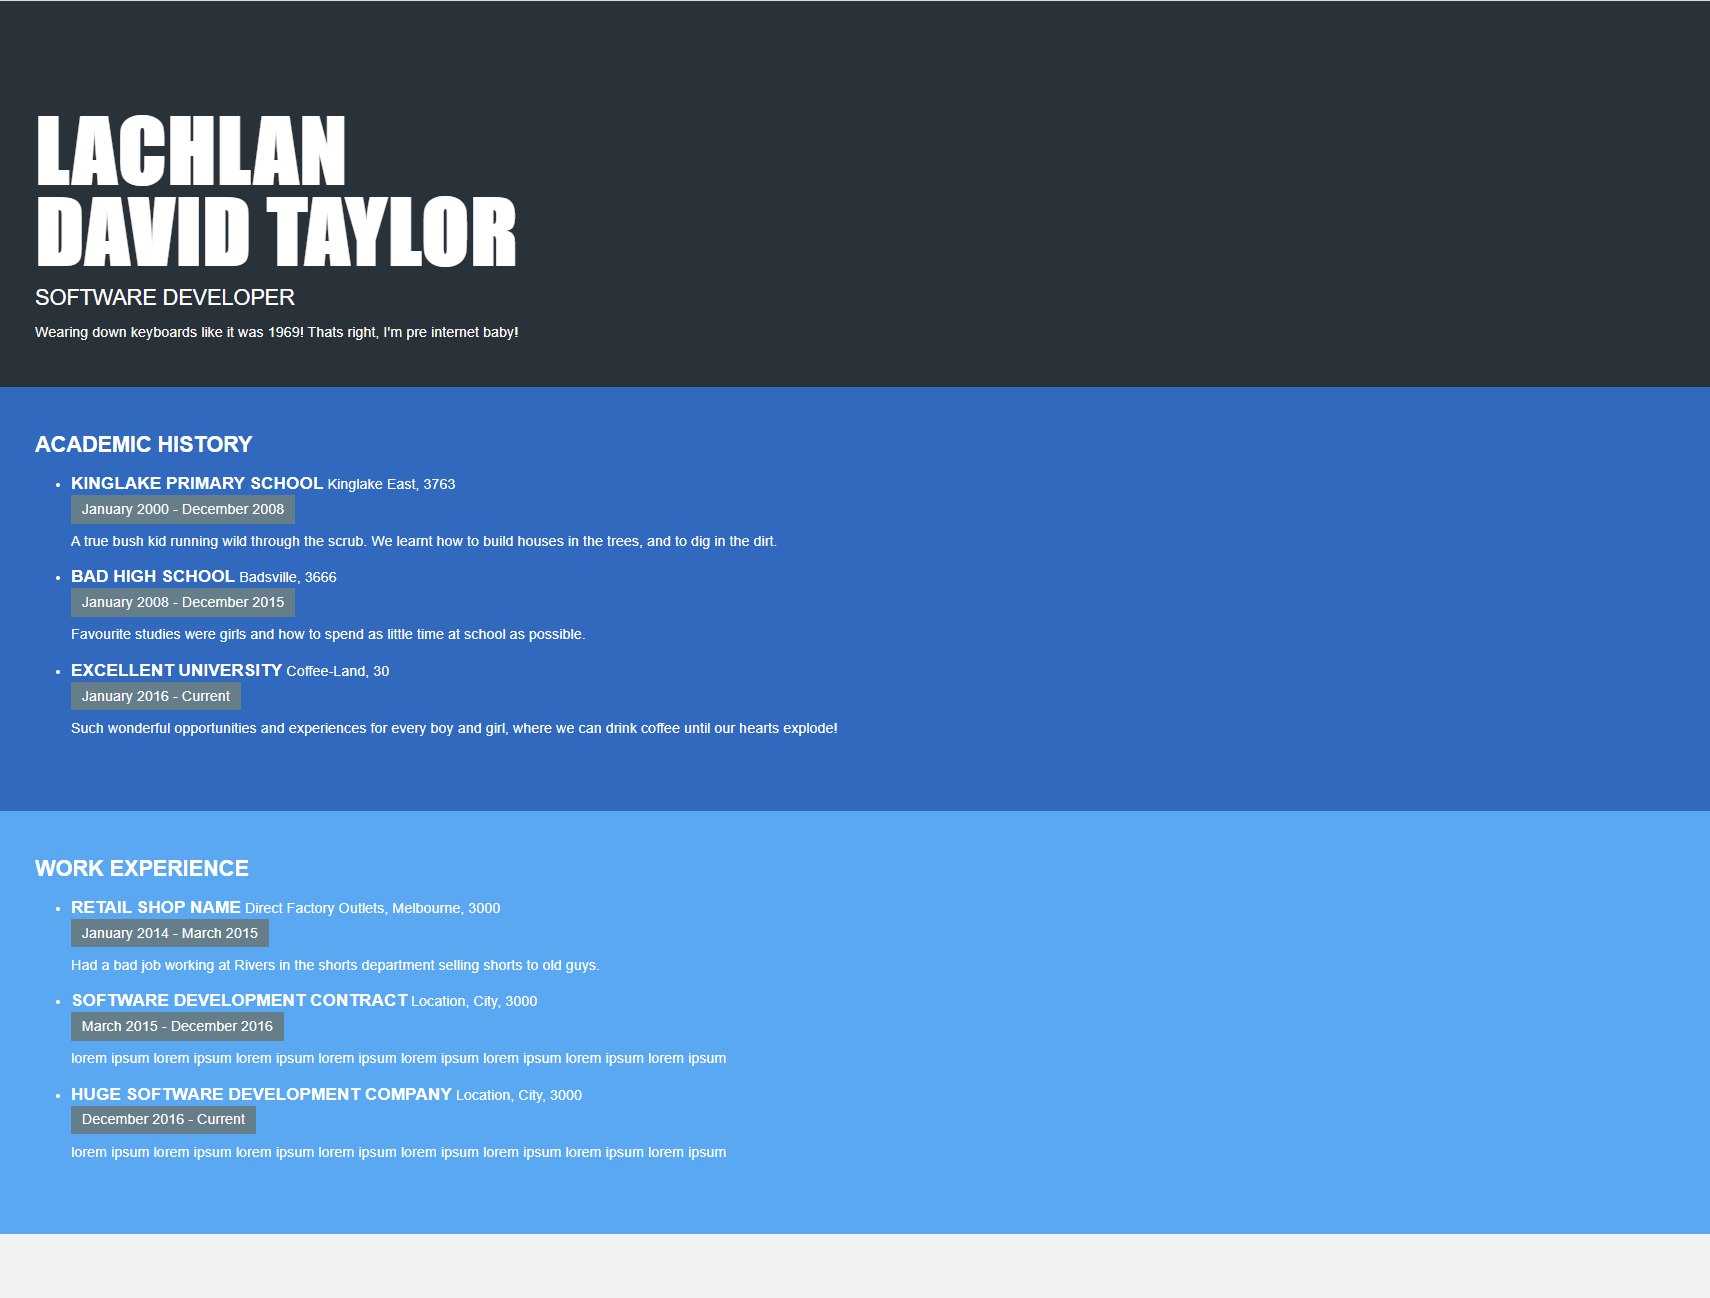 LACHLAN
DAVID TAYLOR
SOFTWARE DEVELOPER
Wearing down keyboards like it was 1969! Thats right, I'm pre internet baby!
ACADEMIC HISTORY
• KINGLAKE PRIMARY SCHOOL Kinglake East, 3763
January 2000 - December 2008
A true bush kid running wild through the scrub. We learnt how to build houses in the trees, and to dig in the dirt.
• BAD HIGH SCHOOL Badsville, 3666
January 2008 - December 2015
Favourite studies were girls and how to spend as little time at school as possible.
• EXCELLENT UNIVERSITY Coffee-Land, 30
January 2016 - Current
Such wonderful opportunities and experiences for every boy and girl, where we can drink coffee until our hearts explode!
WORK EXPERIENCE
• RETAIL SHOP NAME Direct Factory Outlets, Melbourne, 3000
January 2014 - March 2015
Had a bad job working at Rivers in the shorts department selling shorts to old guys.
• SOFTWARE DEVELOPMENT CONTRACT Location, City, 3000
March 2015 - December 2016
lorem ipsum lorem ipsum lorem ipsum lorem ipsum lorem ipsum lorem ipsum lorem ipsum lorem ipsum
• HUGE SOFTWARE DEVELOPMENT COMPANY Location, City, 3000
December 2016 - Current
lorem ipsum lorem ipsum lorem ipsum lorem ipsum lorem ipsum lorem ipsum lorem ipsum lorem ipsum